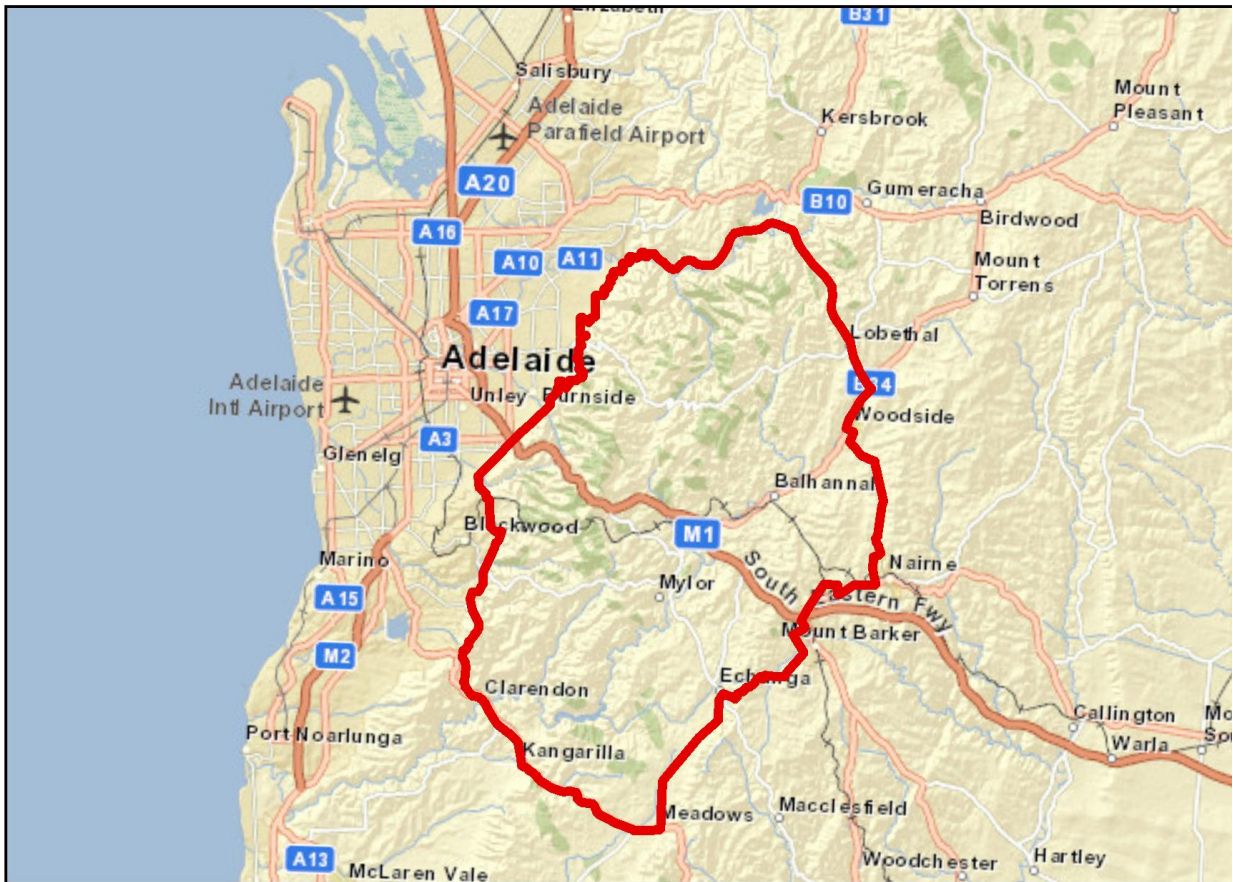 Elizabeth
B31
Salisbury
Adelaide
Parafield Airport
Mount
Pleasant
Kersbrook
A20
B10
Gumeracha
Birdwood
A16
A10
A11
Mount
Torrens
A17
Lobethal
Adelaide
Adelaide
Intl Airport
B34
Unley
Burnside
Woodside
A3
Glenelg
Balhannah
Blackwood
M1
Marino
Nairne
Mylor
South Eastern Fwy
A15
Mount Barker
M2
Echunga
Clarendon
Callington
Port Noarlunga
Kangarilla
Warla
Meadows
Macclesfield
A13
McLaren Vale
Woodchester
Hartley